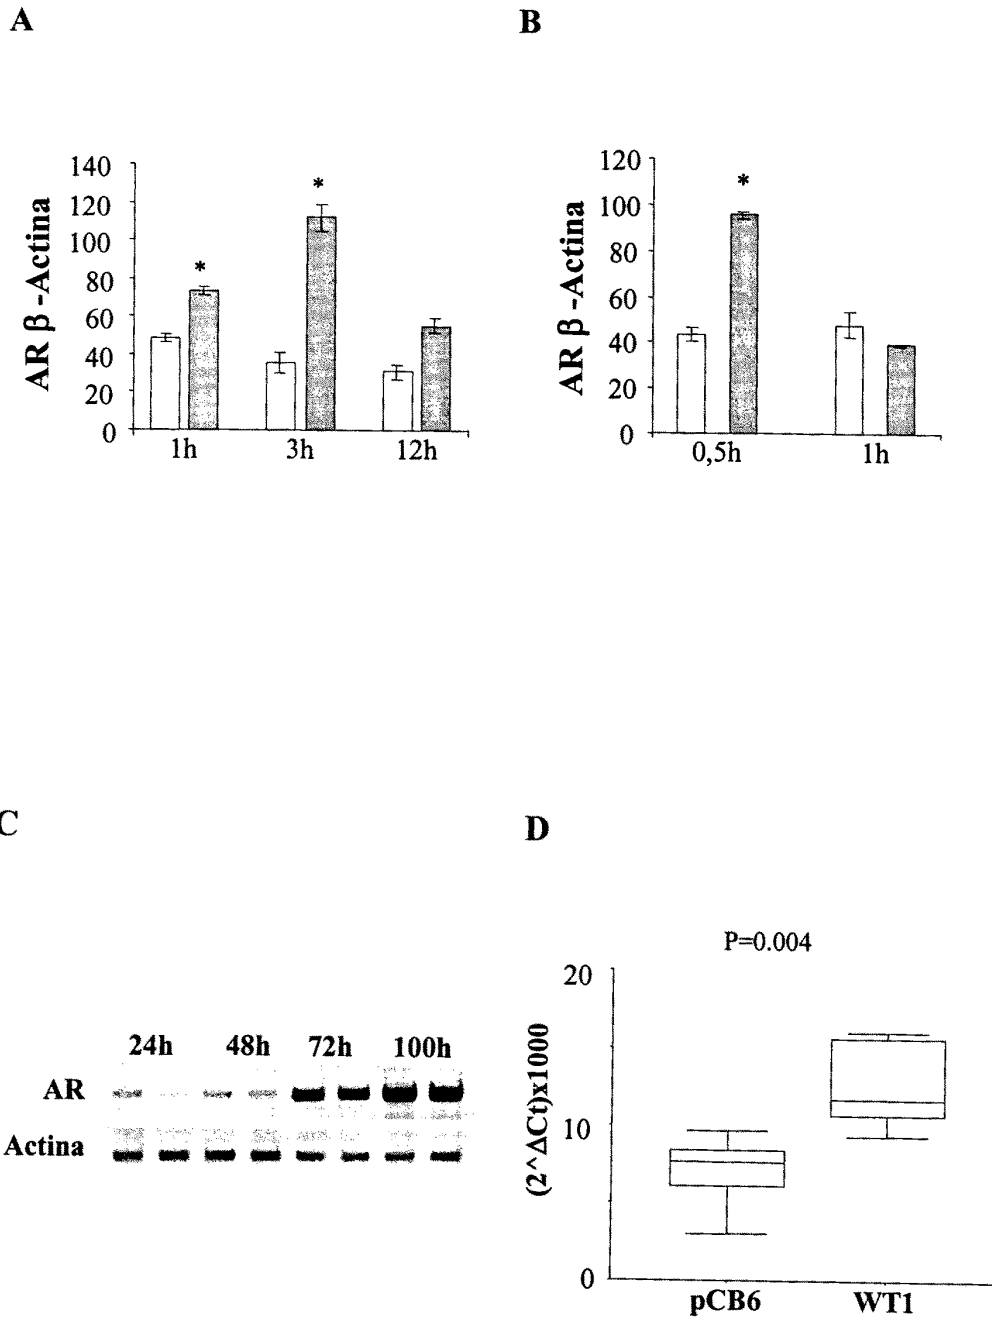 A
B
AR β -Actina
140
120
100
80
60
40
20
0
*
*
1h
3h
12h
AR β -Actina
120
100
80
60
40
20
0
*
0,5h
1h
C
D
24h 48h 72h 100h
AR
Actina
P=0.004
(2^ΔCt)x1000
20
10
0
pCB6
WT1